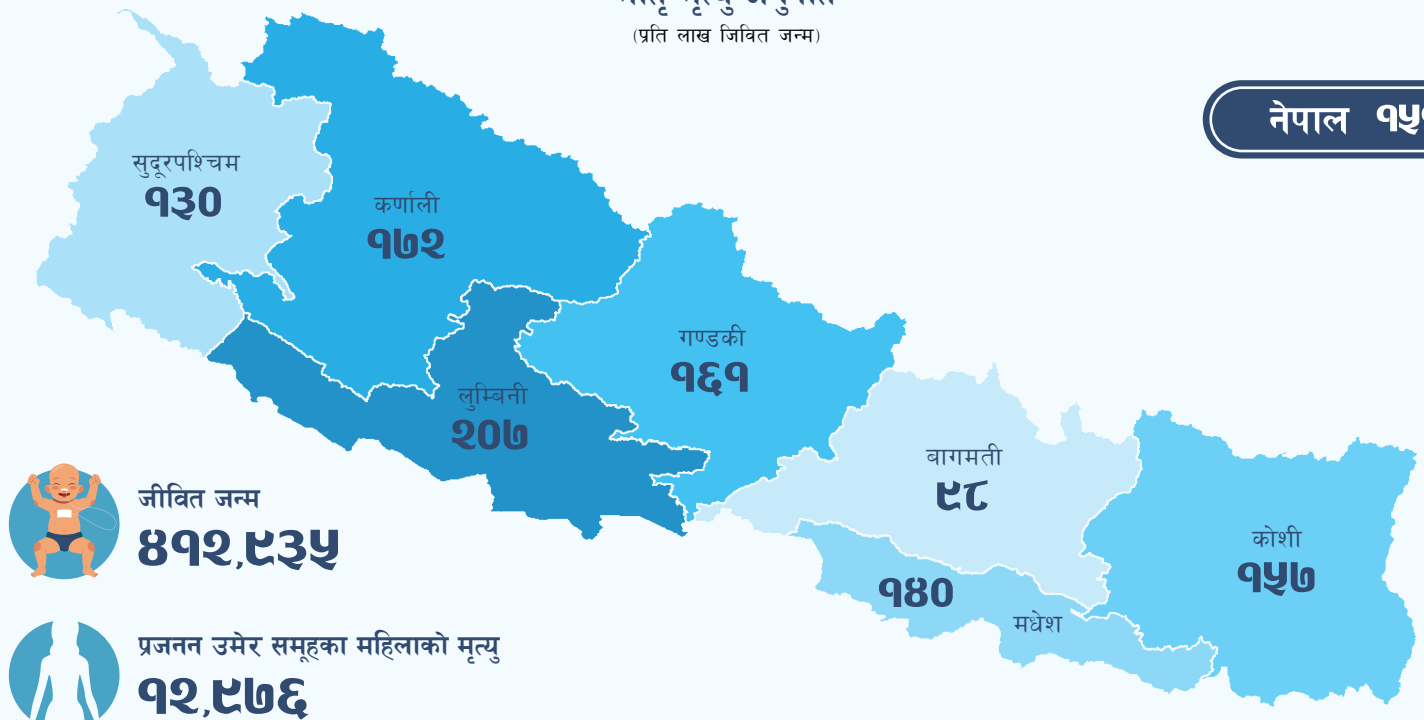 (प्रति लाख जिवित जन्म)
नेपाल
सुदूरपश्चिम
१३०
कर्णाली
१७२
गण्डकी
१६१
लुम्बिनी
२०७
बागमती
९८
कोशी
१५७
१४०
मधेश
जीवित जन्म
४१२,९३५
प्रजनन उमेर समूहका महिलाको मृत्यु
१२,९७६